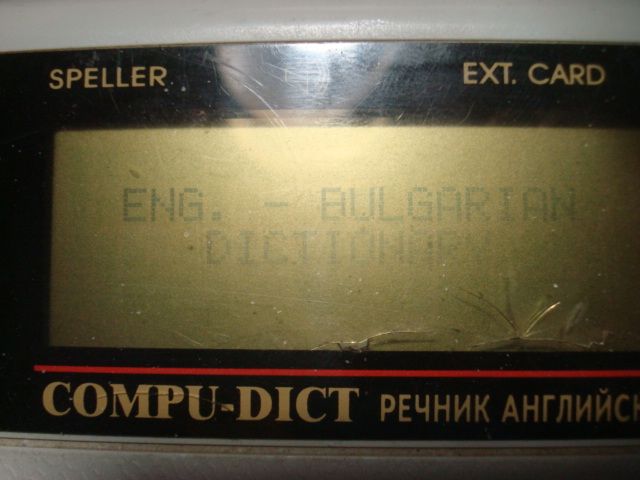 SPELLER EXT. CARD
ENG. - BULGARIAN
DICTIONARY
COMPU-DICT РЕЧНИК АНГЛИЙСК